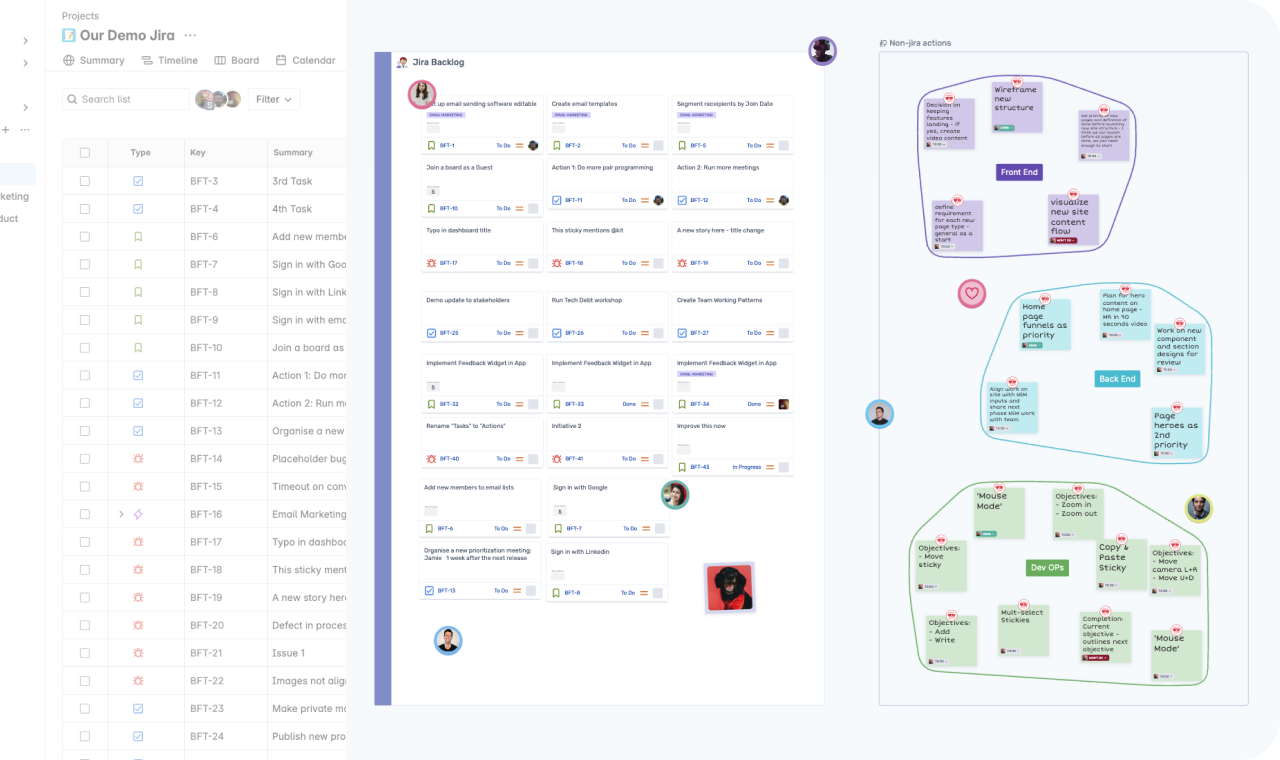 Projects
Our Demo Jira ...
Summary
Timeline
Board
Calendar
Search list
Filter
Type
Key
Summary
BFT-3
3rd Task
BFT-4
4th Task
BFT-6
Add new membe
BFT-7
Sign in with Goo
BFT-8
Sign in with Link
BFT-9
Sign in with ema
BFT-10
Join a board as
BFT-11
Action 1: Do mor
BFT-12
Action 2: Run m
BFT-13
Organise a new
BFT-14
Placeholder bug
BFT-15
Timeout on conv
BFT-16
Email Marketing
BFT-17
Typo in dashboa
BFT-18
This sticky ment
BFT-19
A new story here
BFT-20
Defect in proces
BFT-21
Issue 1
BFT-22
Images not align
BFT-23
Make private mo
BFT-24
Publish new pro
keting
duct
Jira Backlog
up email sending software editable
EMAIL MARKETING
BFT-1
To Do
Create email templates
EMAIL MARKETING
BFT-2
To Do
Segment receipients by Join Date
EMAIL MARKETING
BFT-5
To Do
Join a board as a Guest
5
BFT-10
To Do
Action 1: Do more pair programming
BFT-11
To Do
Action 2: Run more meetings
BFT-12
To Do
Typo in dashboard title
BFT-17
To Do
This sticky mentions @kit
BFT-18
To Do
A new story here - title change
BFT-19
To Do
Demo update to stakeholders
BFT-25
To Do
Run Tech Debt workshop
BFT-26
To Do
Create Team Working Patterns
BFT-27
To Do
Implement Feedback Widget in App
5
BFT-32
To Do
Implement Feedback Widget in App
BFT-33
Done
Implement Feedback Widget in App
EMAIL MARKETING
BFT-34
Done
Rename "Tasks" to "Actions"
BFT-40
To Do
Initiative 2
BFT-41
To Do
Improve this now
BFT-43
In Progress
Add new members to email lists
BFT-6
To Do
Sign in with Google
5
BFT-7
To Do
Organise a new prioritization meeting:
Jamie 1 week after the next release
BFT-13
To Do
Sign in with Linkedin
BFT-8
To Do
Non-jira actions
Decision on
keeping
features
landing - if
yes, create
video content
Wireframe
new
structure
Front End
define
requirement
for each new
page type -
general as a
start
visualize
new site
content
flow
Home
page
funnels as
priority
Plan for hero
content on
home page -
MR in 90
seconds video
Work on new
component
and section
designs for
review
Back End
Align work on
site with
inputs and
share next
phase work
with team
Page
heroes as
2nd
priority
'Mouse
Mode'
Objectives:
- Zoom in
- Zoom out
Objectives:
- Move
sticky
Dev OPs
Copy &
Paste
Sticky
Objectives:
- Move
camera L+R
- Move U+D
Objectives:
- Add
- Write
Mult-select
Stickies
Completion:
Current
objective -
outlines next
objective
'Mouse
Mode'